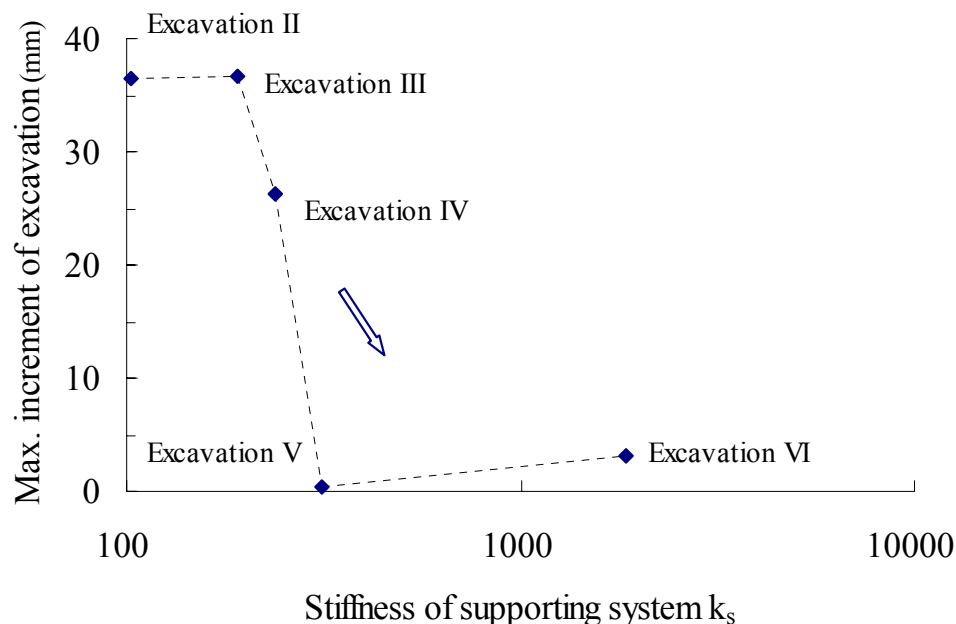 Excavation II
40
Excavation III
30
Excavation IV
20
10
Excavation V
Excavation VI
0
100
1000
10000
Max. increment of excavation (mm)
Stiffness of supporting system ks